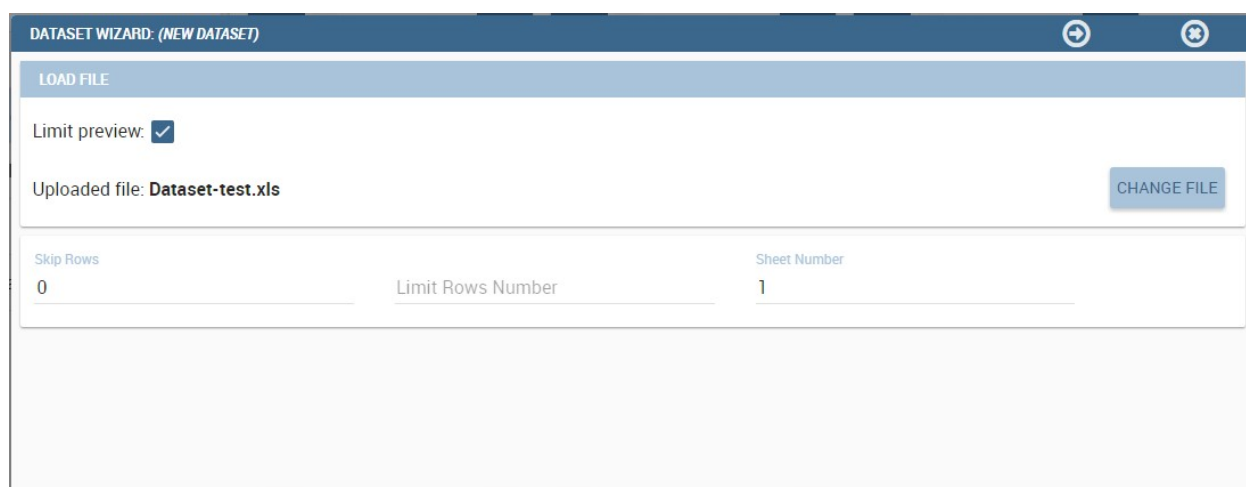 DATASET WIZARD: (NEW DATASET)
LOAD FILE
Limit preview:
Uploaded file: Dataset-test.xls
CHANGE FILE
Skip Rows
Sheet Number
0
Limit Rows Number
1